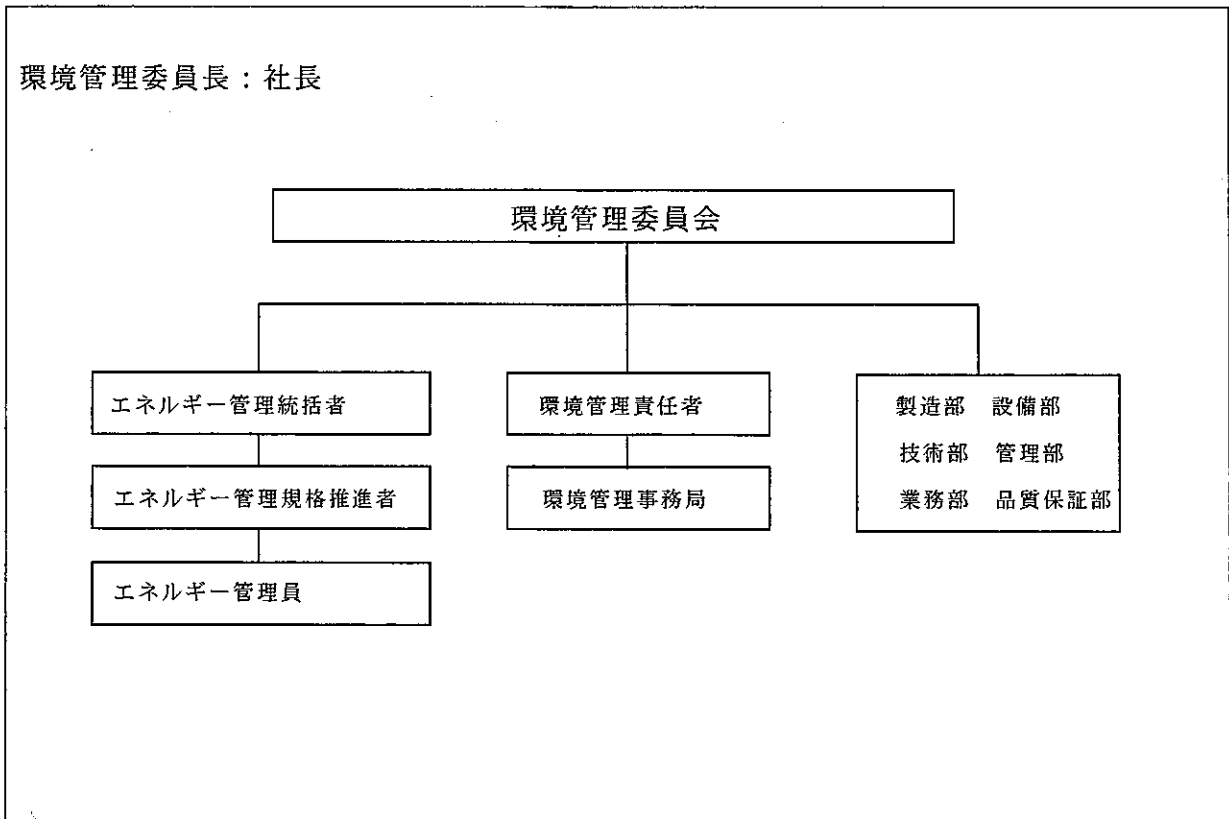 環境管理委員長：社長
環境管理委員会
エネルギー管理統括者
エネルギー管理規格推進者
エネルギー管理員
環境管理責任者
環境管理事務局
製造部 設備部
技術部 管理部
業務部 品質保証部